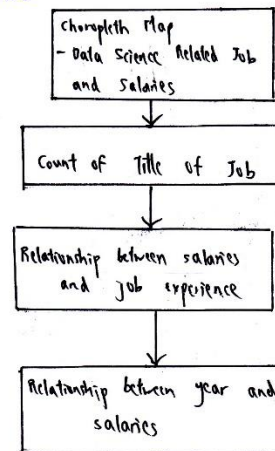 Choropleth Map
- Data Science Related Job
and salaries
Count of Title of Job
Relationship between salaries
and job experience
Relationship between year and
salaries